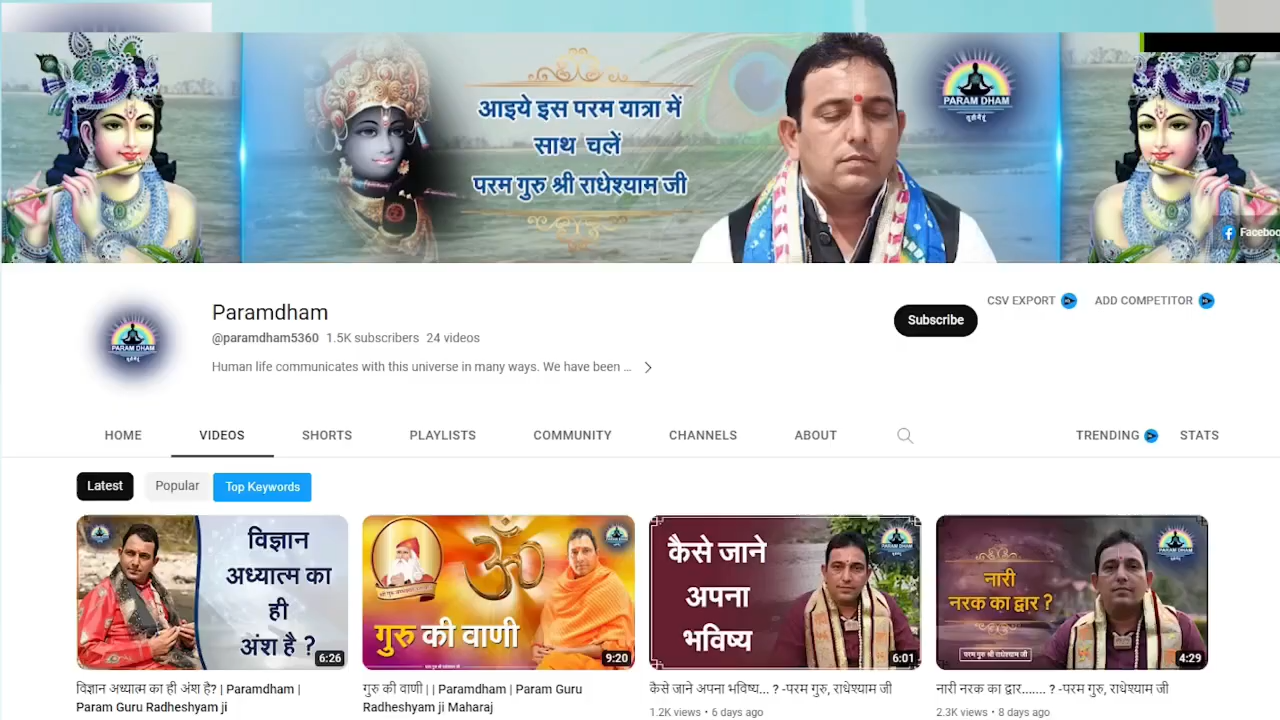 आइये इस परम यात्रा में
साथ चलें
परम गुरु श्री राधेश्याम जी
PARAM DHAM
Faceboo
PARAM DHAM
Paramdham
@paramdham5360 1.5K subscribers 24 videos
Human life communicates with this universe in many ways. We have been ...
Subscribe
CSV EXPORT
ADD COMPETITOR
HOME VIDEOS SHORTS PLAYLISTS COMMUNITY CHANNELS ABOUT TRENDING STATS
Latest Popular Top Keywords
विज्ञान
अध्यात्म का
ही
अंश है ?
6:26
गुरु की वाणी
9:20
कैसे जाने
अपना
भविष्य
6:01
नारी
नरक का द्वार ?
परम गुरु श्री राधेश्याम जी
4:29
विज्ञान अध्यात्म का ही अंश है? | Paramdham |
Param Guru Radheshyam ji
गुरु की वाणी | | Paramdham | Param Guru
Radheshyam ji Maharaj
कैसे जाने अपना भविष्य... ? -परम गुरु, राधेश्याम जी
1.2K views • 6 days ago
नारी नरक का द्वार....... ? -परम गुरु, राधेश्याम जी
2.3K views • 8 days ago